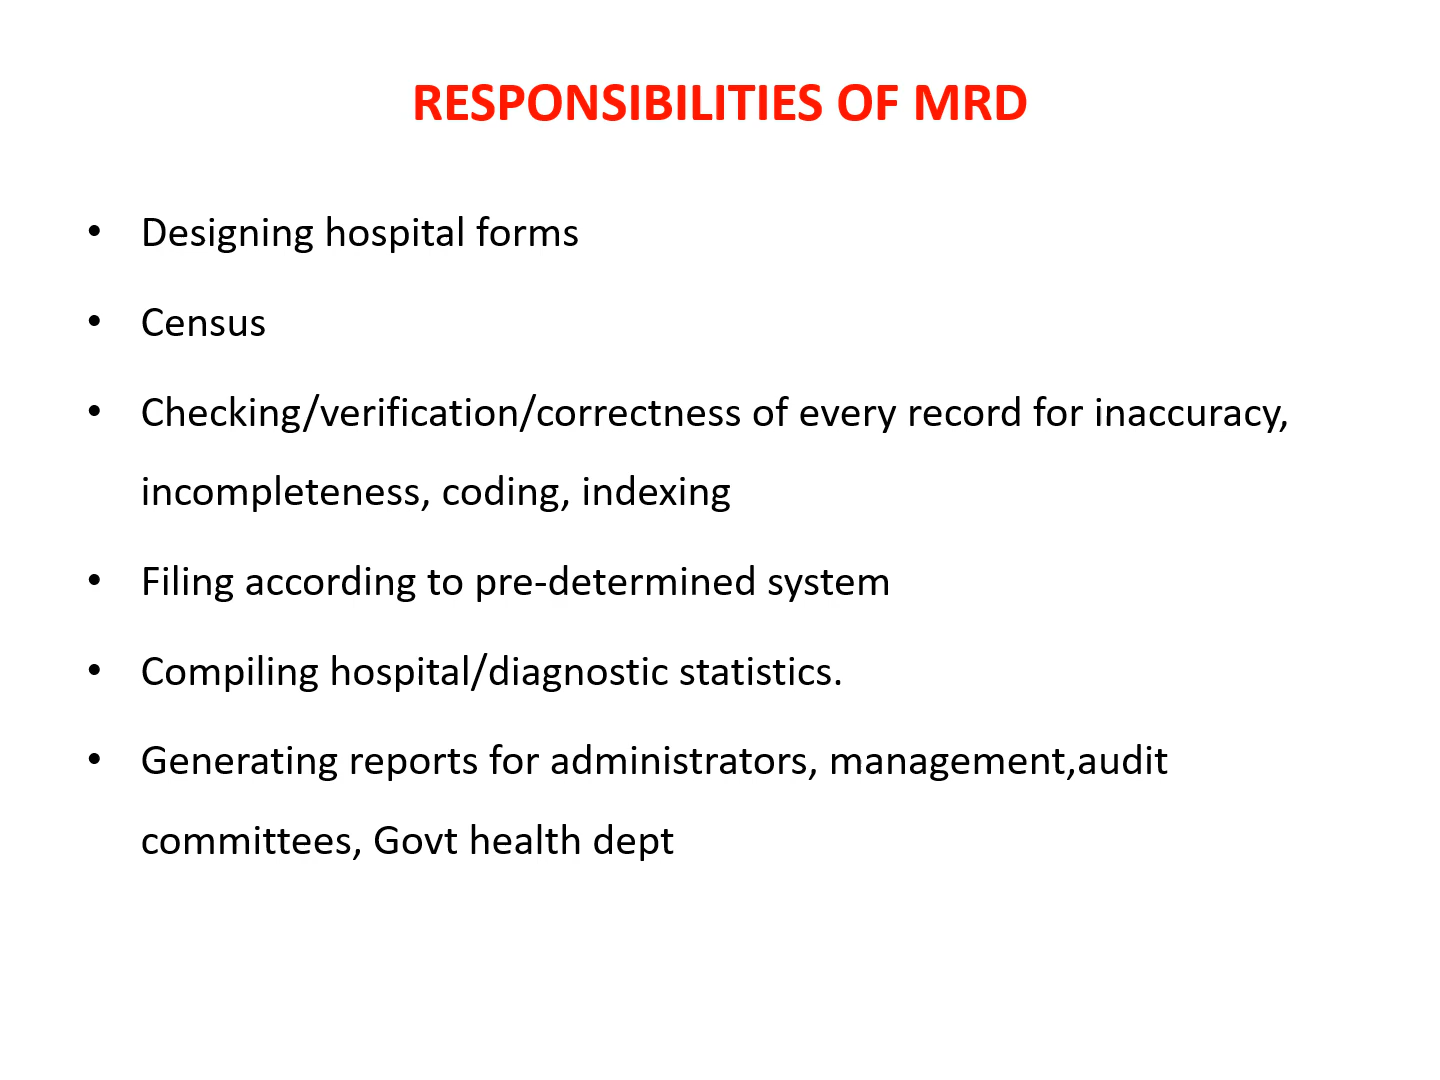 RESPONSIBILITIES OF MRD
• Designing hospital forms
• Census
• Checking/verification/correctness of every record for inaccuracy,
incompleteness, coding, indexing
• Filing according to pre-determined system
• Compiling hospital/diagnostic statistics.
• Generating reports for administrators, management,audit
committees, Govt health dept